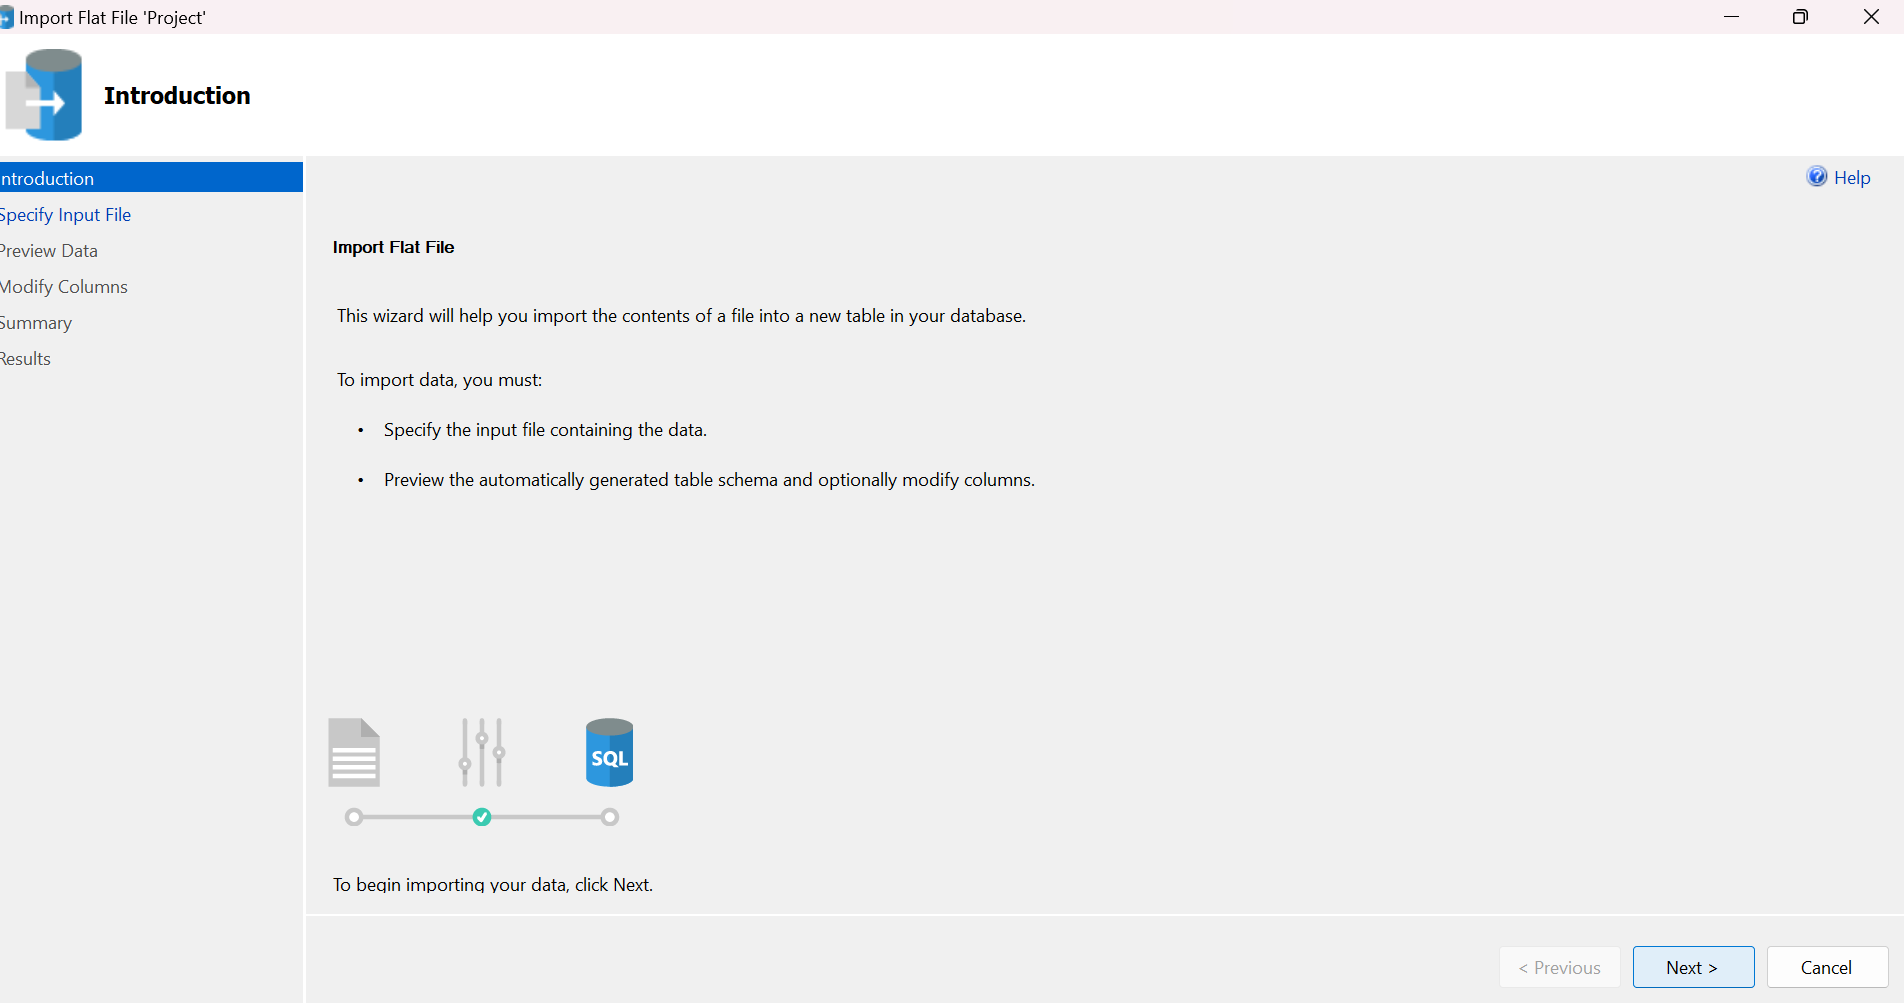 Import Flat File 'Project'
Introduction
ntroduction
Help
Specify Input File
Preview Data
Modify Columns
Summary
Results
Import Flat File
This wizard will help you import the contents of a file into a new table in your database.
To import data, you must:
• Specify the input file containing the data.
• Preview the automatically generated table schema and optionally modify columns.
SQL
To begin importing your data, click Next.
< Previous
Next >
Cancel